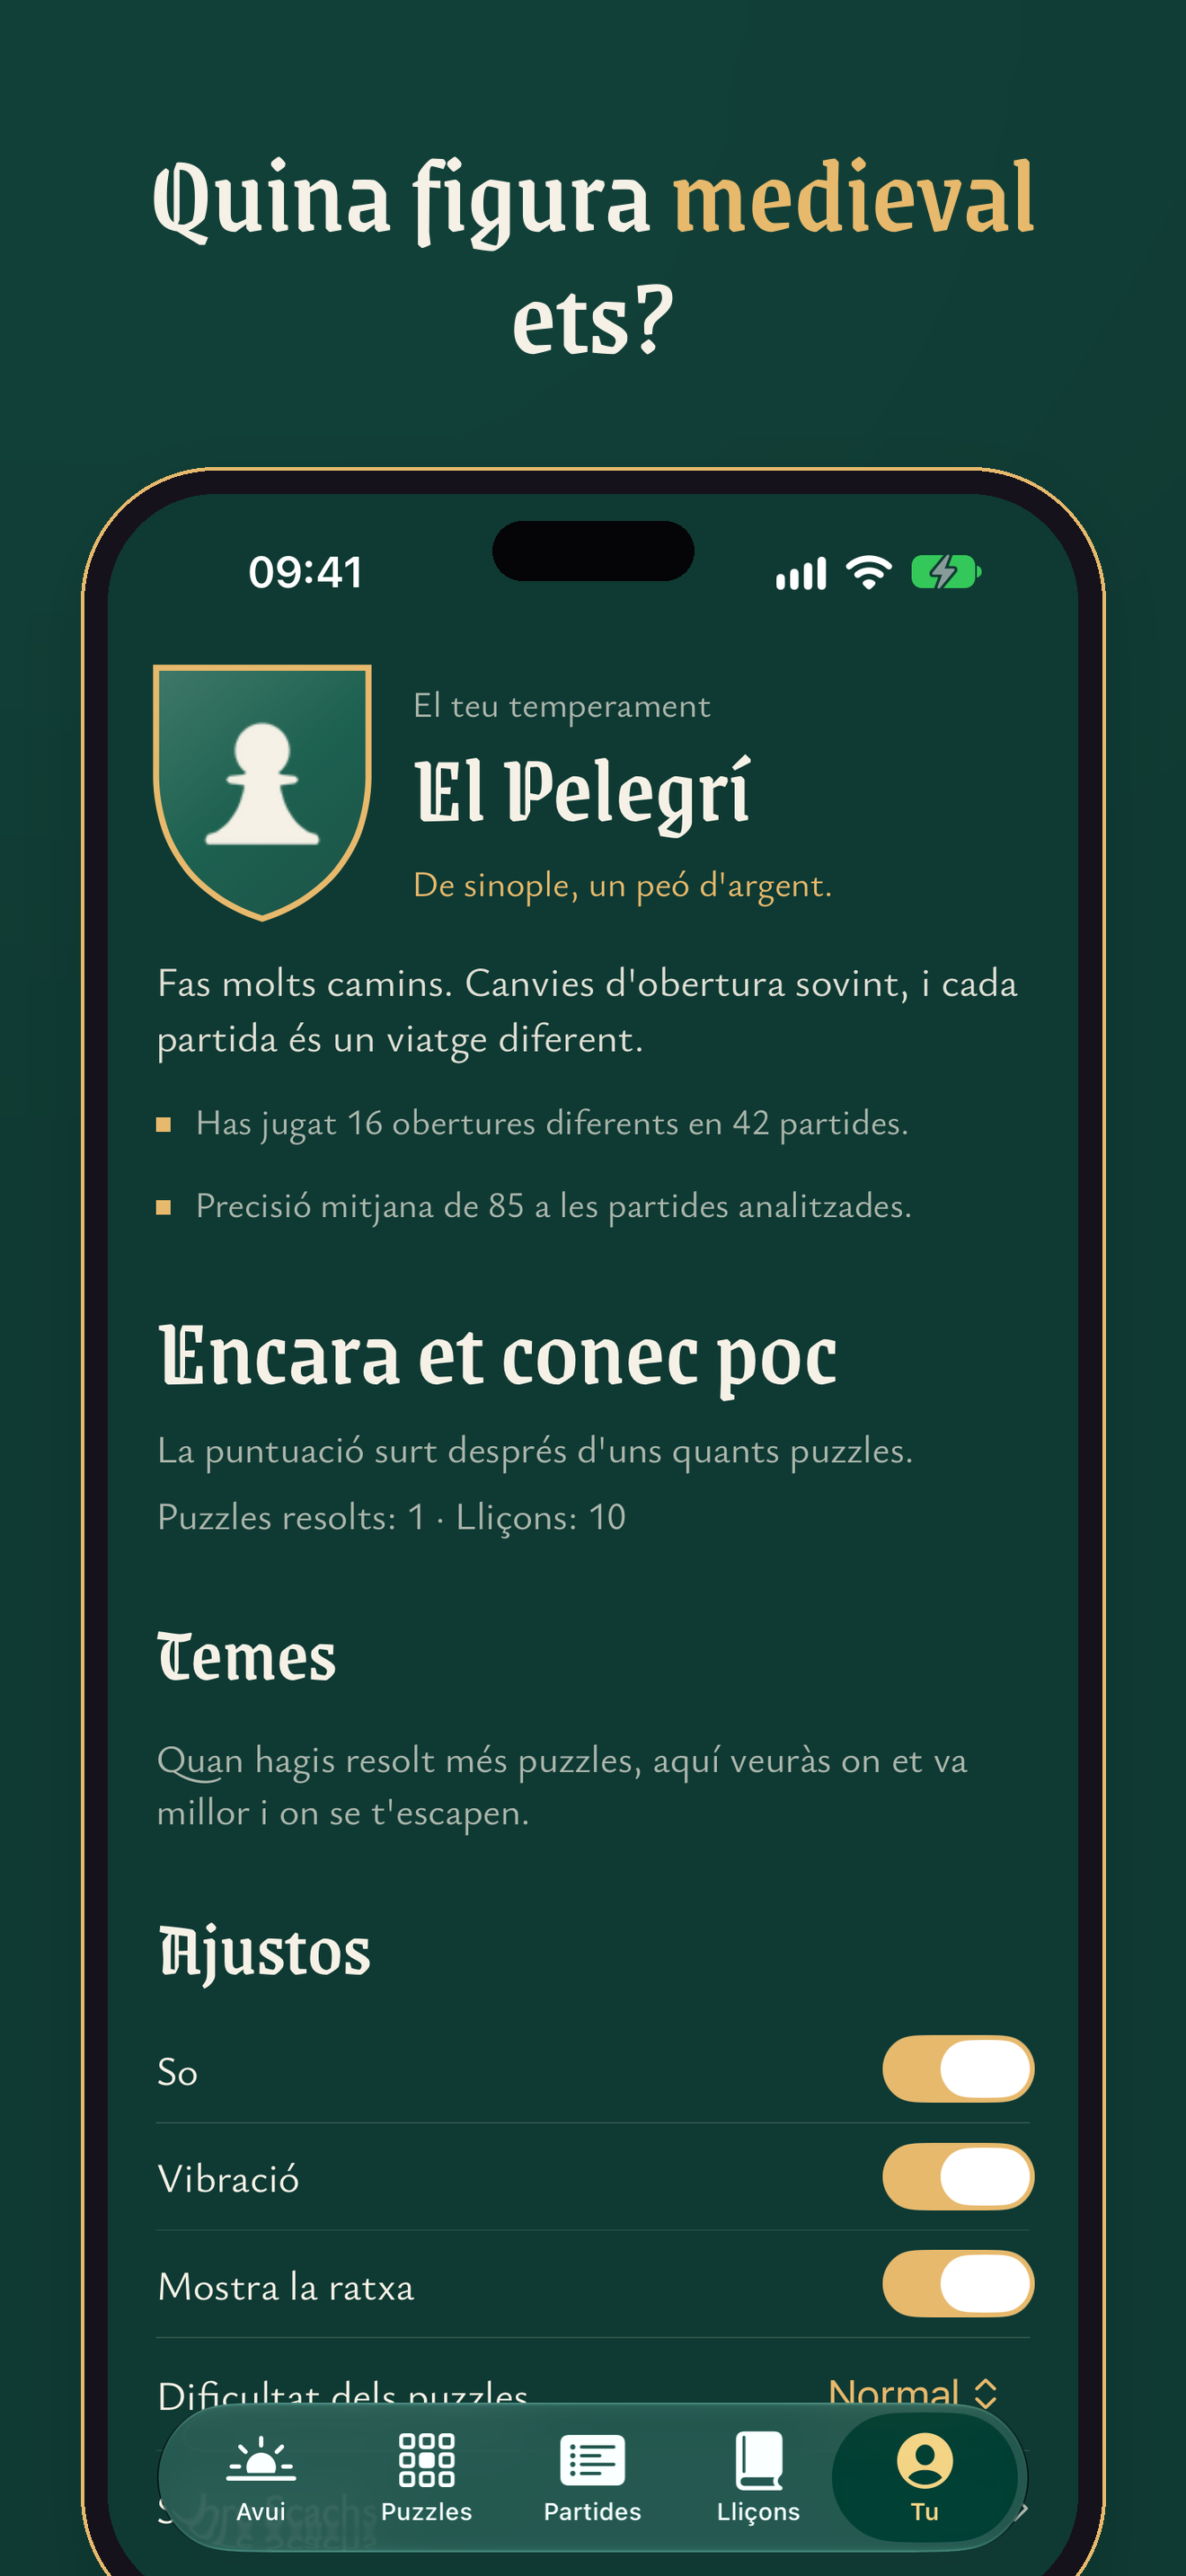 Quina figura medieval
ets?
09:41
El teu temperament
El Pelegrí
De sinople, un peó d'argent.
Fas molts camins. Canvies d'obertura sovint, i cada
partida és un viatge diferent.
Has jugat 16 obertures diferents en 42 partides.
Precisió mitjana de 85 a les partides analitzades.
Encara et conec poc
La puntuació surt després d'uns quants puzzles.
Puzzles resolts: 1 · Lliçons: 10
Temes
Quan hagis resolt més puzzles, aquí veuràs on et va
millor i on se t'escapen.
Ajustos
So
Vibració
Mostra la ratxa
Dificultat dels puzzles Normal
Avui Puzzles Partides Lliçons Tu